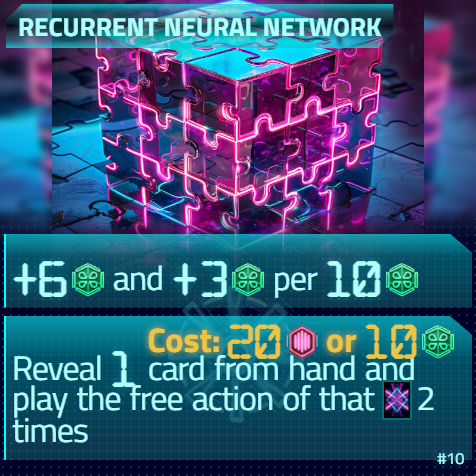 RECURRENT NEURAL NETWORK
+6 and +3 per 10
Cost: 20 or 10
Reveal 1 card from hand and
play the free action of that 2
times
#10